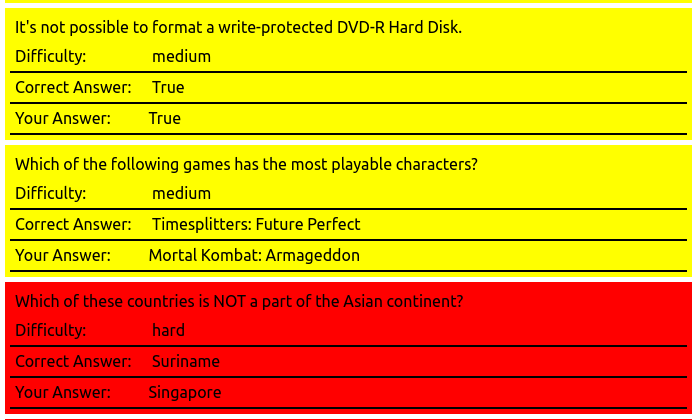 It's not possible to format a write-protected DVD-R Hard Disk.
Difficulty: medium
Correct Answer: True
Your Answer: True
Which of the following games has the most playable characters?
Difficulty: medium
Correct Answer: Timesplitters: Future Perfect
Your Answer: Mortal Kombat: Armageddon
Which of these countries is NOT a part of the Asian continent?
Difficulty: hard
Correct Answer: Suriname
Your Answer: Singapore